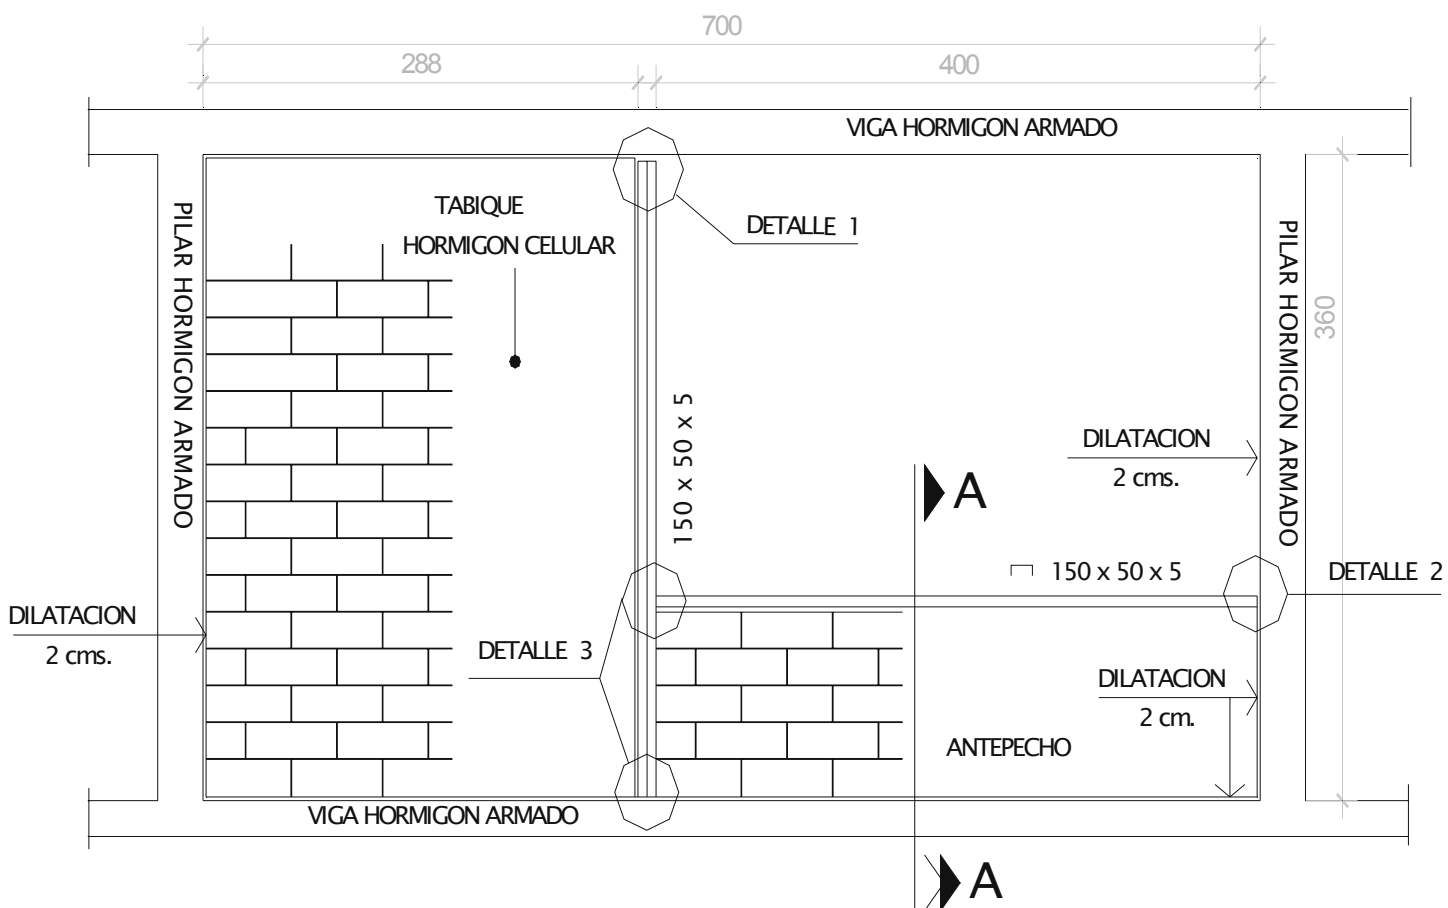 700
288
400
VIGA HORMIGON ARMADO
TABIQUE
HORMIGON CELULAR
DETALLE 1
PILAR HORMIGON ARMADO
PILAR HORMIGON ARMADO
360
150 x 50 x 5
DILATACION
2 cms.
A
150 x 50 x 5
DETALLE 2
DILATACION
2 cms.
DETALLE 3
DILATACION
2 cm.
ANTEPECHO
VIGA HORMIGON ARMADO
A